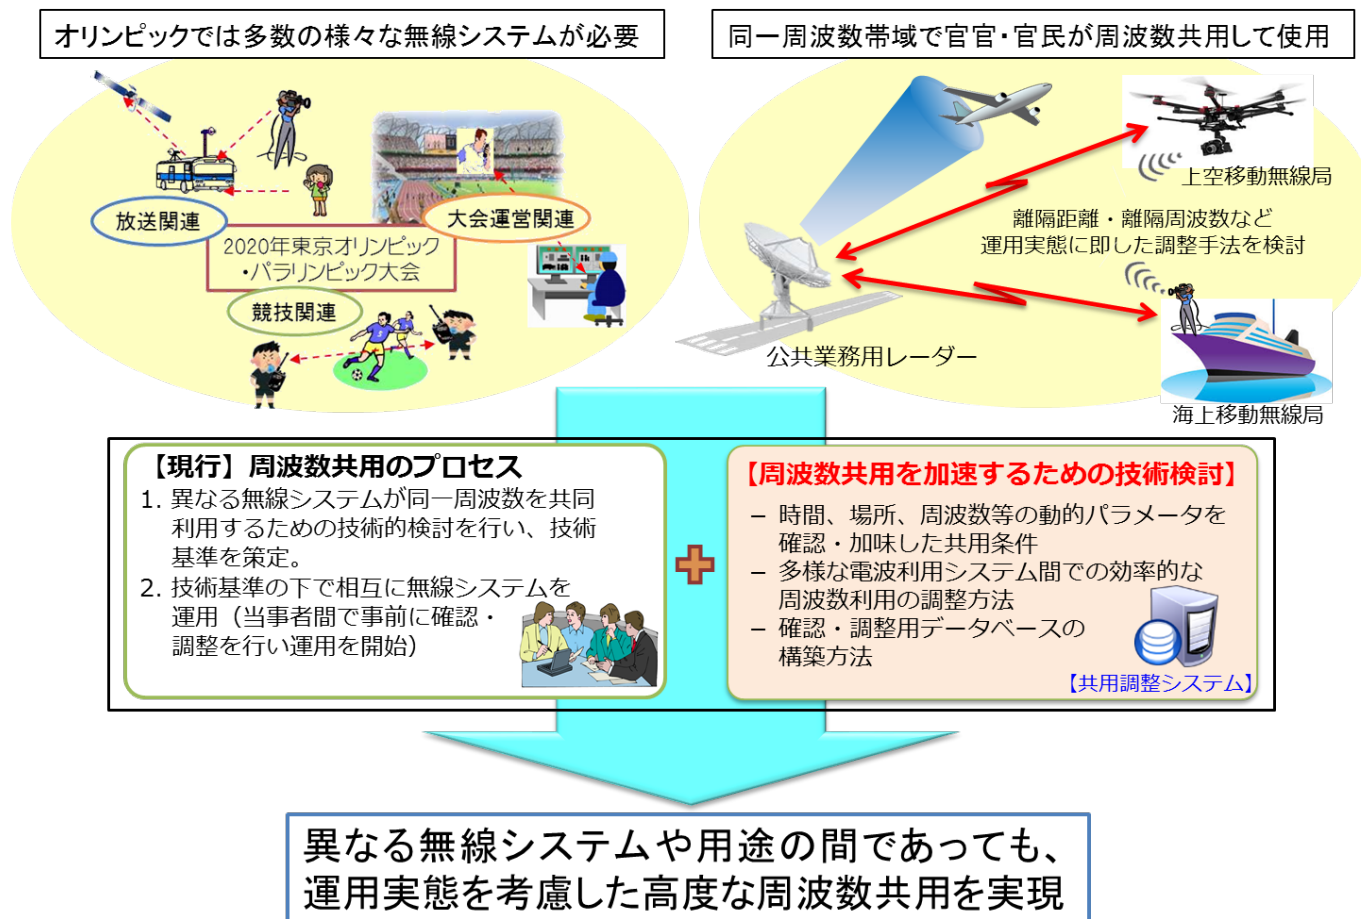 オリンピックでは多数の様々な無線システムが必要
放送関連
大会運営関連
2020年東京オリンピック
・パラリンピック大会
競技関連
同一周波数帯域で官官・官民が周波数共用して使用
上空移動無線局
離隔距離・離隔周波数など
運用実態に即した調整手法を検討
公共業務用レーダー
海上移動無線局
【現行】周波数共用のプロセス
1. 異なる無線システムが同一周波数を共同
利用するための技術的検討を行い、技術
基準を策定。
2. 技術基準の下で相互に無線システムを
運用（当事者間で事前に確認・
調整を行い運用を開始）
【周波数共用を加速するための技術検討】
– 時間、場所、周波数等の動的パラメータを
確認・加味した共用条件
– 多様な電波利用システム間での効率的な
周波数利用の調整方法
– 確認・調整用データベースの
構築方法
【共用調整システム】
異なる無線システムや用途の間であっても、
運用実態を考慮した高度な周波数共用を実現